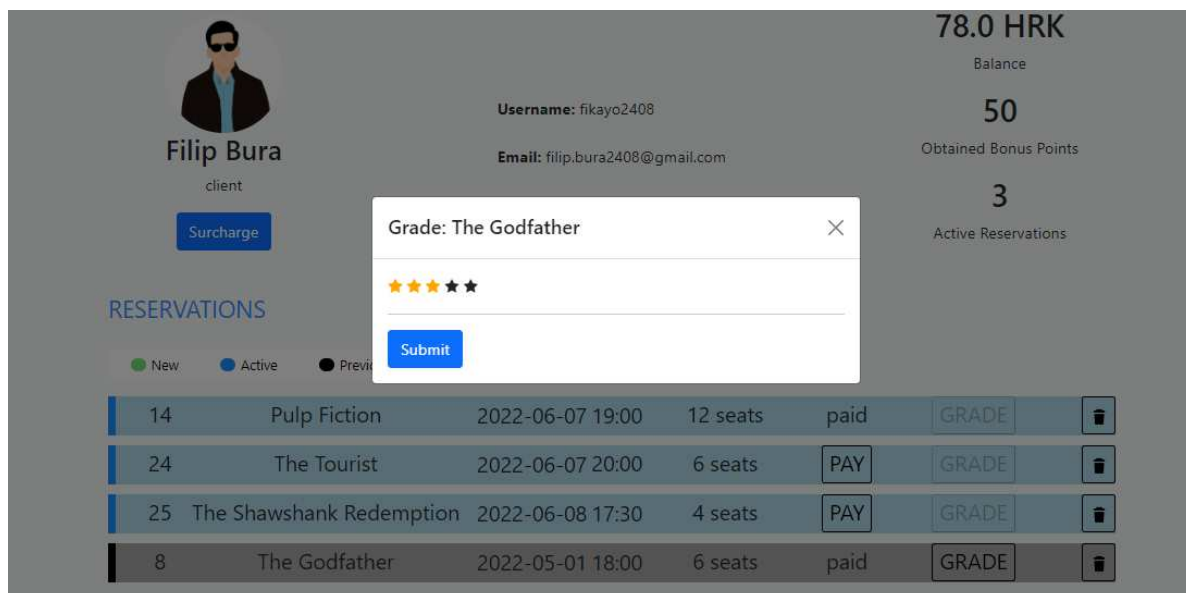 78.0 HRK
Balance
Username: fikayo2408
50
Filip Bura
Email: filip.bura2408@gmail.com
Obtained Bonus Points
client
3
Surcharge
Grade: The Godfather
Active Reservations
RESERVATIONS
Submit
New Active Previ
14 Pulp Fiction 2022-06-07 19:00 12 seats paid GRADE
24 The Tourist 2022-06-07 20:00 6 seats PAY GRADE
25 The Shawshank Redemption 2022-06-08 17:30 4 seats PAY GRADE
8 The Godfather 2022-05-01 18:00 6 seats paid GRADE